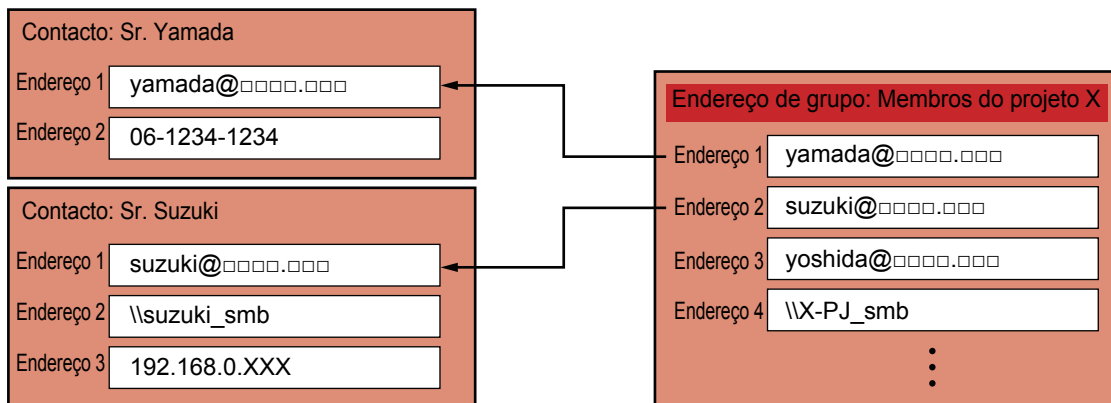 Contacto: Sr. Yamada
Endereço 1 yamada@□□□□.□□□
Endereço 2 06-1234-1234
Contacto: Sr. Suzuki
Endereço 1 suzuki@□□□□.□□□
Endereço 2 \\suzuki_smb
Endereço 3 192.168.0.XXX
Endereço de grupo: Membros do projeto X
Endereço 1 yamada@□□□□.□□□
Endereço 2 suzuki@□□□□.□□□
Endereço 3 yoshida@□□□□.□□□
Endereço 4 \\X-PJ_smb